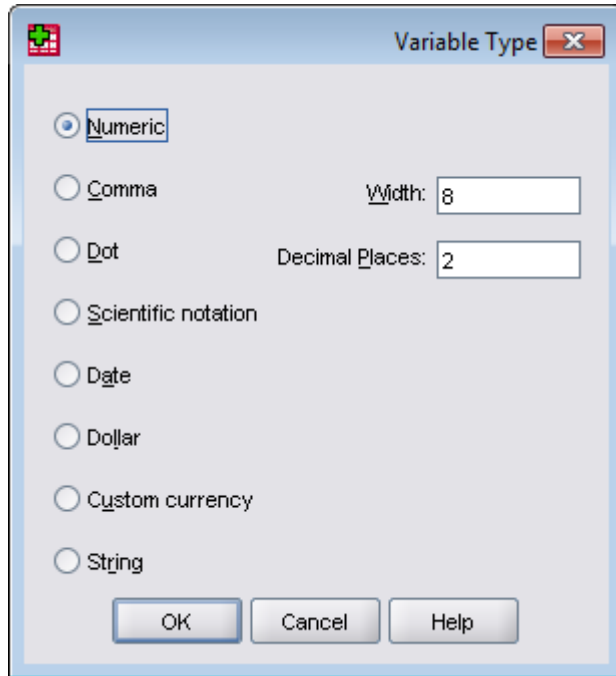 Variable Type
Numeric
Comma
Width: 8
Dot
Decimal Places: 2
Scientific notation
Date
Dollar
Custom currency
String
OK Cancel Help